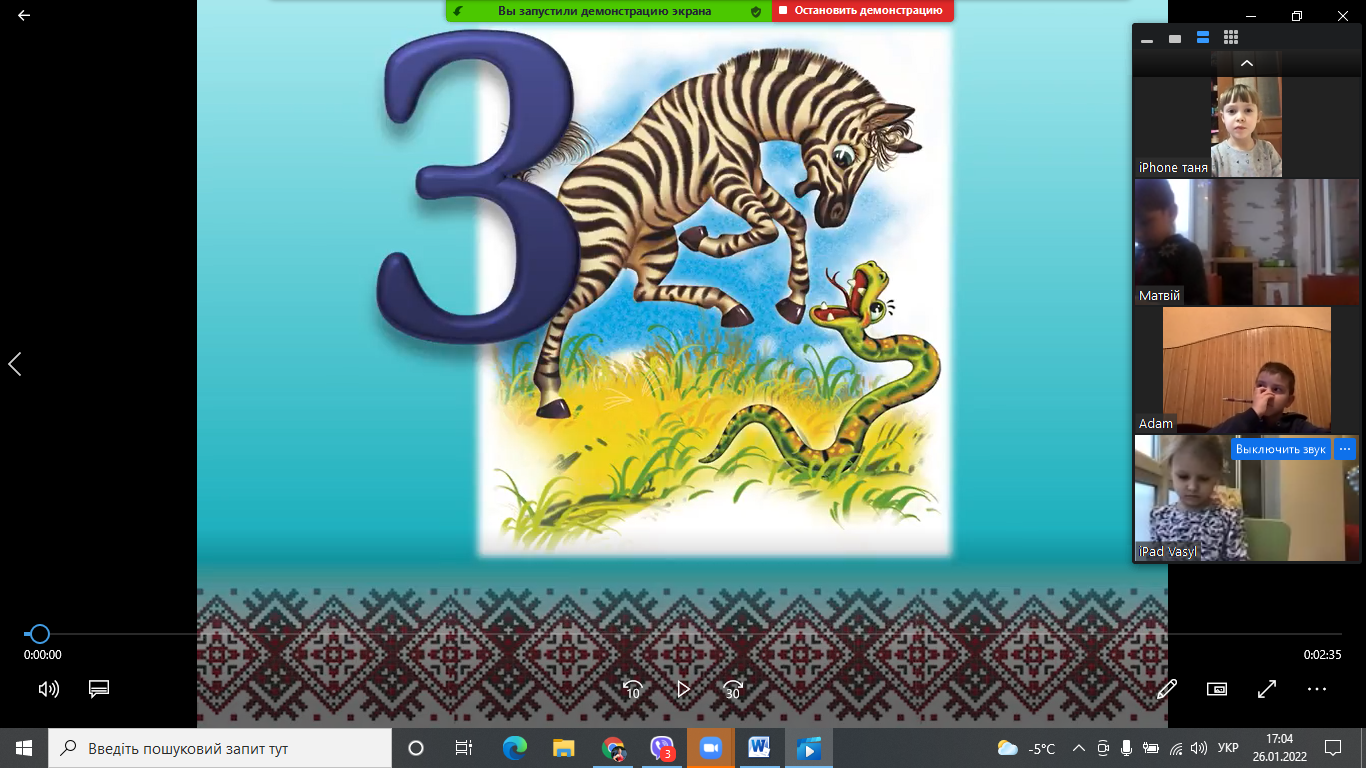 Вы запустили демонстрацию экрана
Остановить демонстрацию
З
iPhone таня
Матвій
Adam
Выключить звук
iPad Vasyl
0:00:00
0:02:35
10
30
Введіть пошуковий запит тут
3
W
-5°C
УКР
17:04
26.01.2022